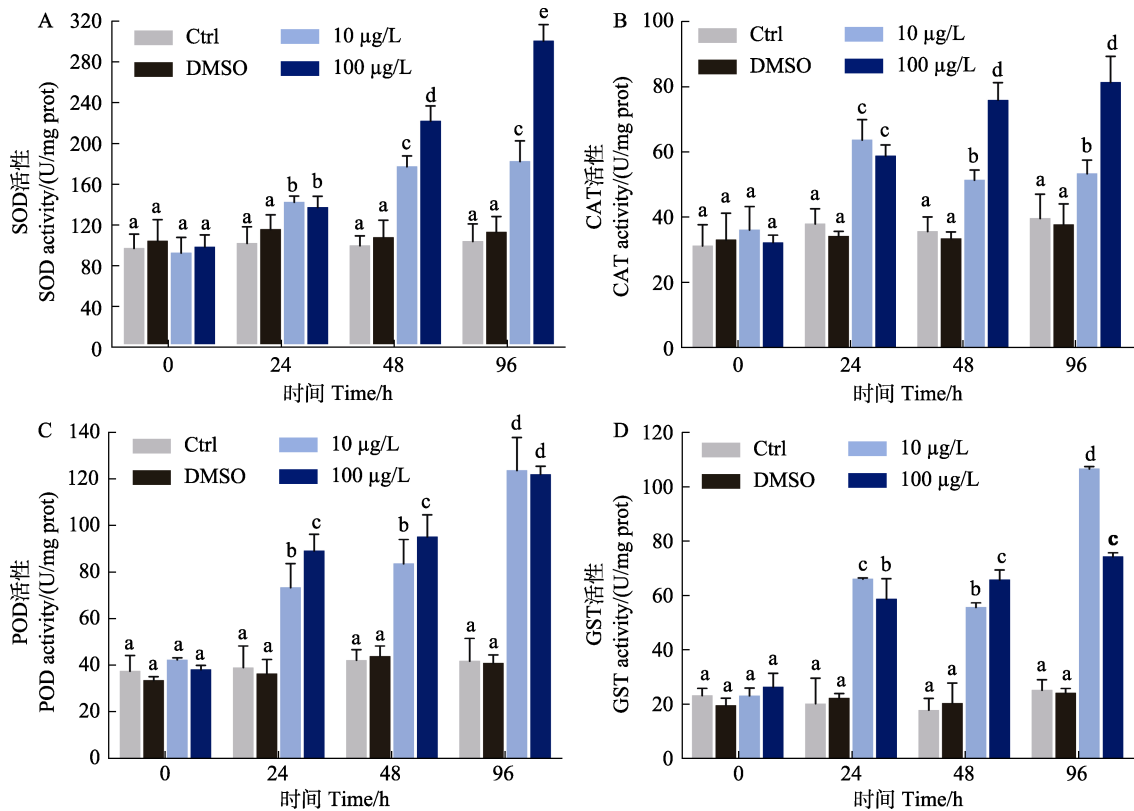 A
320
280
240
200
160
120
80
40
0
SOD活性
SOD activity/(U/mg prot)
Ctrl
DMSO
10 μg/L
100 μg/L
a a a a
a a b b
a a c d
a a c e
0 24 48 96
时间 Time/h
B
100
80
60
40
20
0
CAT活性
CAT activity/(U/mg prot)
Ctrl
DMSO
10 μg/L
100 μg/L
a a a a
a a c c
a a b d
a a b d
0 24 48 96
时间 Time/h
C
140
120
100
80
60
40
20
0
POD活性
POD activity/(U/mg prot)
Ctrl
DMSO
10 μg/L
100 μg/L
a a a a
a a b c
a a b c
a a d d
0 24 48 96
时间 Time/h
D
120
100
80
60
40
20
0
GST活性
GST activity/(U/mg prot)
Ctrl
DMSO
10 μg/L
100 μg/L
a a a a
a a c b
a a b c
a a d c
0 24 48 96
时间 Time/h